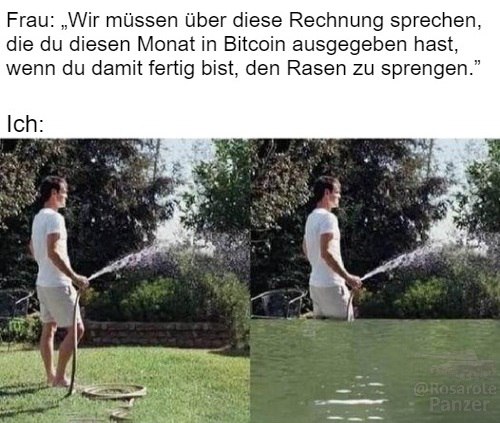 Frau: „Wir müssen über diese Rechnung sprechen,
die du diesen Monat in Bitcoin ausgegeben hast,
wenn du damit fertig bist, den Rasen zu sprengen.”
Ich:
@Rosarote
Panzer